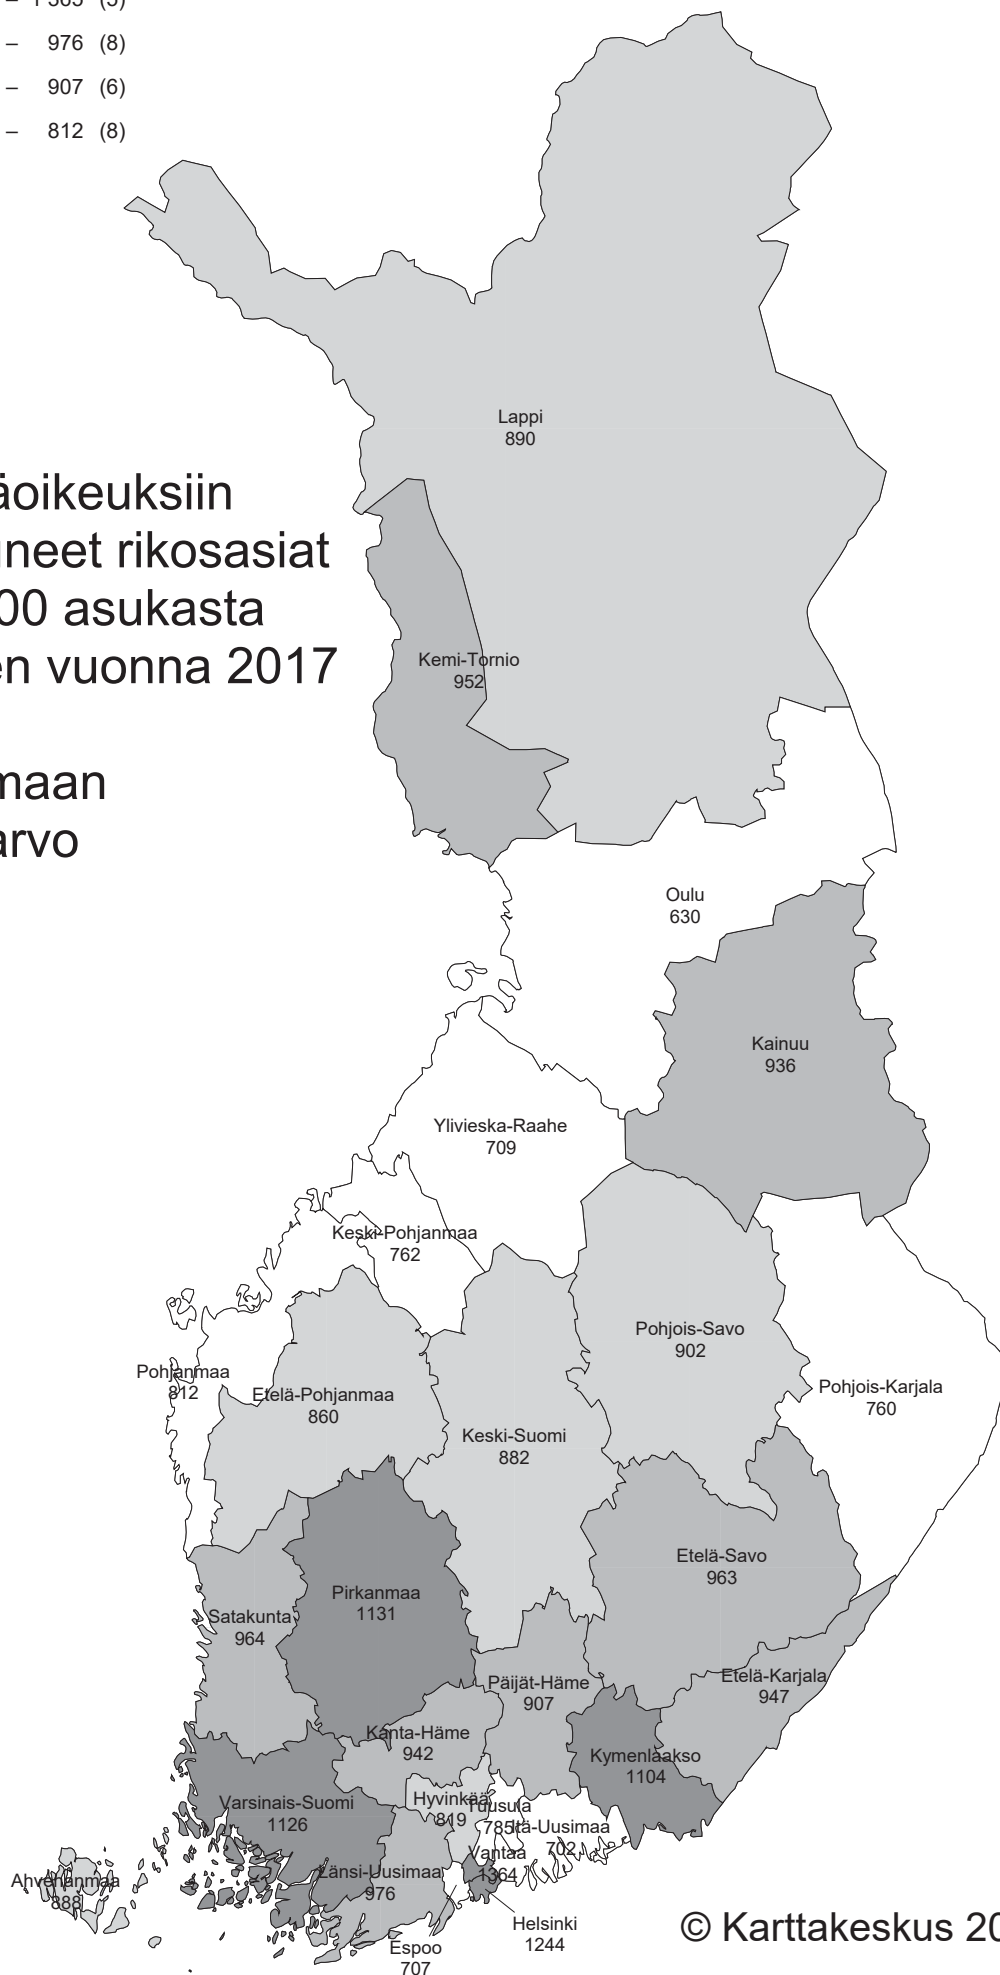 – 976 (8)
– 907 (6)
– 812 (8)
äoikeuksiin
neet rikosasiat
00 asukasta
en vuonna 2017
maan
arvo
Lappi
890
Kemi-Tornio
952
Oulu
630
Kainuu
936
Ylivieska-Raahe
709
Keski-Pohjanmaa
762
Pohjois-Savo
902
Pohjanmaa
812
Etelä-Pohjanmaa
860
Pohjois-Karjala
760
Keski-Suomi
882
Etelä-Savo
963
Pirkanmaa
1131
Satakunta
964
Etelä-Karjala
947
Päijät-Häme
907
Kanta-Häme
942
Kymenlaakso
1104
Hyvinkää
819
Tuusula
785
Itä-Uusimaa
702
Varsinais-Suomi
1126
Vantaa
1364
Länsi-Uusimaa
976
Ahvenanmaa
888
Helsinki
1244
Espoo
707
© Karttakeskus 20